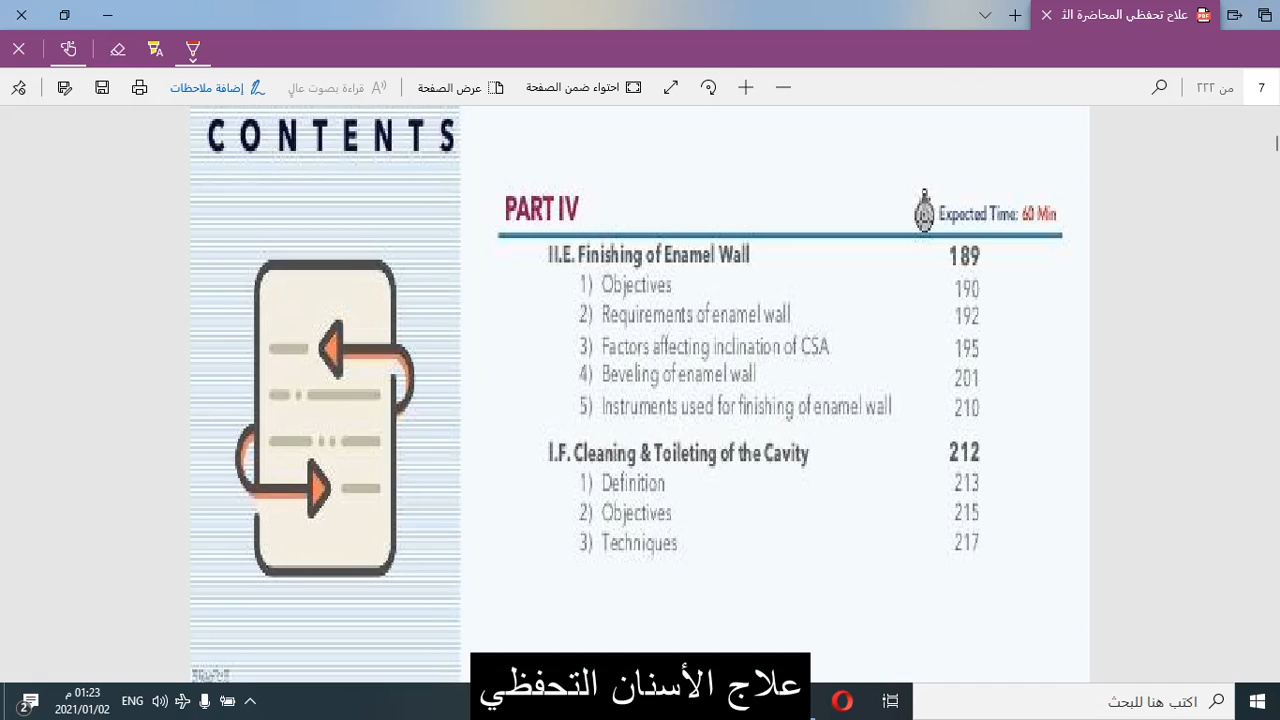 علاج تحفظي المحاضرة الث
إضافة ملاحظات
قراءة بصوت عالٍ
عرض الصفحة
احتواء ضمن الصفحة
7 من ٢٢٢
CONTENTS
PART IV
Expected Time: 60 Min
II.E. Finishing of Enamel Wall 189
1) Objectives 190
2) Requirements of enamel wall 192
3) Factors affecting inclination of CSA 195
4) Beveling of enamel wall 201
5) Instruments used for finishing of enamel wall 210
I.F. Cleaning & Toileting of the Cavity 212
1) Definition 213
2) Objectives 215
3) Techniques 217
علاج الأسنان التحفظي
2
01:23 م
2021/01/02
ENG
اكتب هنا للبحث